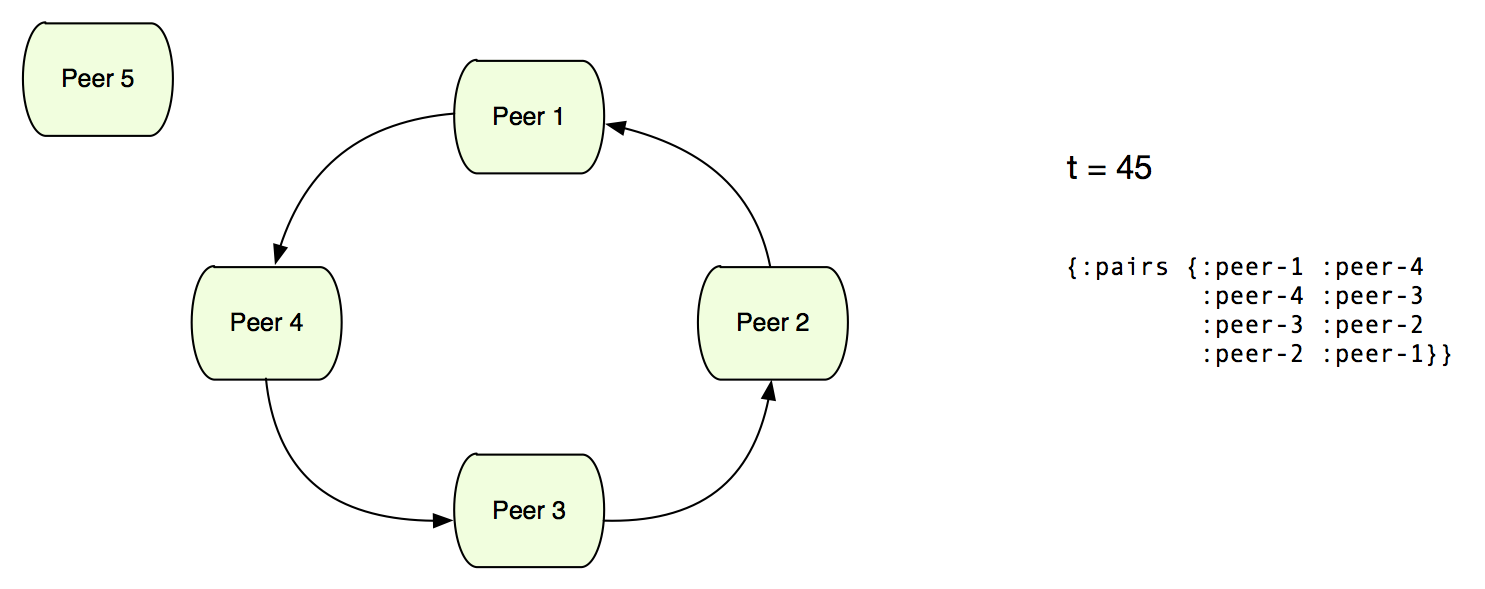 Peer 5
Peer 1
Peer 4
Peer 2
Peer 3
t = 45
{:pairs {:peer-1 :peer-4
:peer-4 :peer-3
:peer-3 :peer-2
:peer-2 :peer-1}}